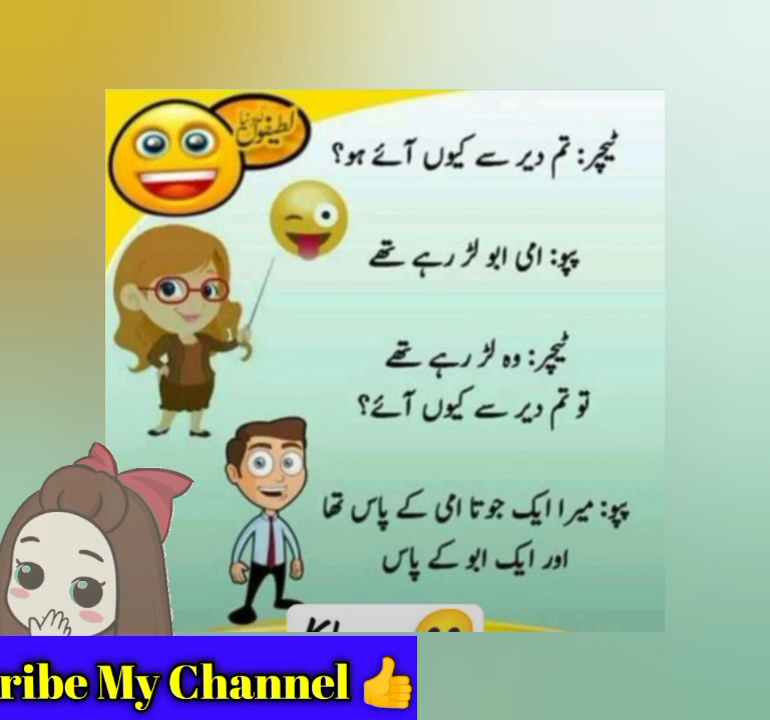 لطیفوں
ٹیچر: تم دیر سے کیوں آئے ہو؟
پپو: امی ابو لڑ رہے تھے
ٹیچر: وہ لڑ رہے تھے
تو تم دیر سے کیوں آئے؟
پپو: میرا ایک جوتا امی کے پاس تھا
اور ایک ابو کے پاس
ribe My Channel 👍